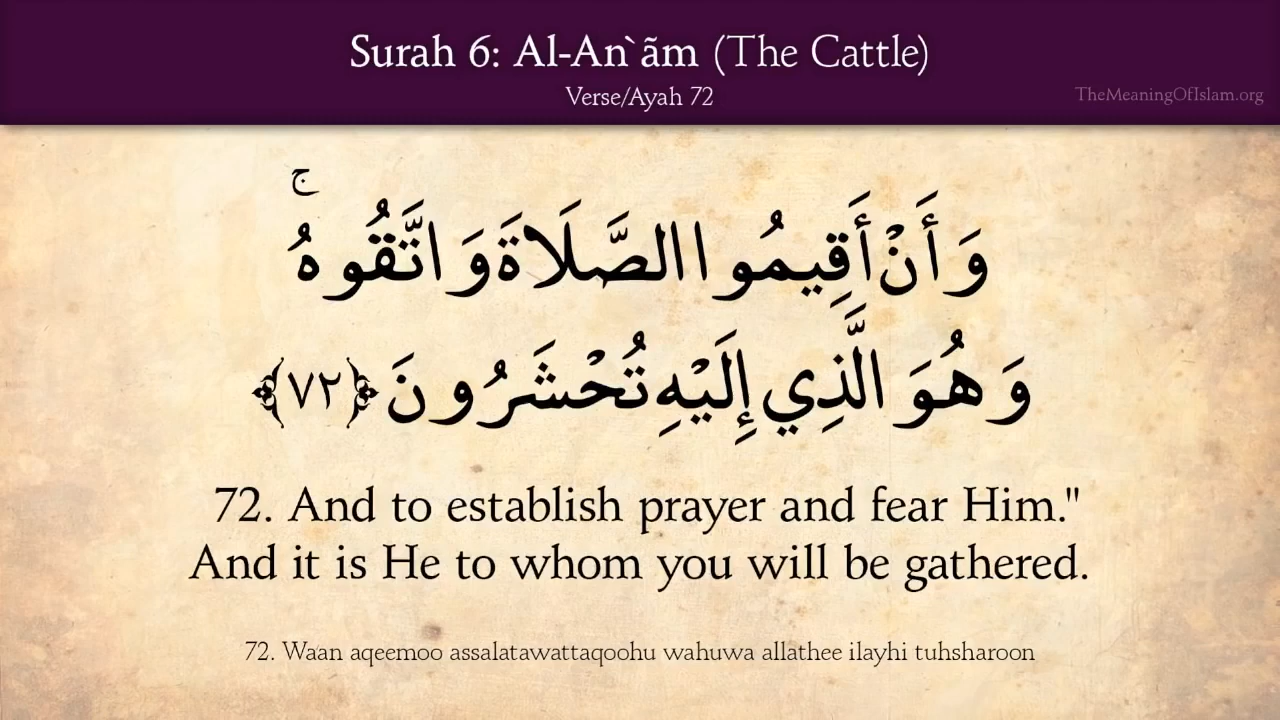 Surah 6: Al-An`ãm (The Cattle)
Verse/Ayah 72
TheMeaningOfIslam.org
وَأَنْ أَقِيمُوا الصَّلَاةَ وَاتَّقُوهُ ۚ
وَهُوَ الَّذِي إِلَيْهِ تُحْشَرُونَ ﴿٧٢﴾
72. And to establish prayer and fear Him."
And it is He to whom you will be gathered.
72. Waan aqeemoo assalatawattaqoohu wahuwa allathee ilayhi tuhsharoon